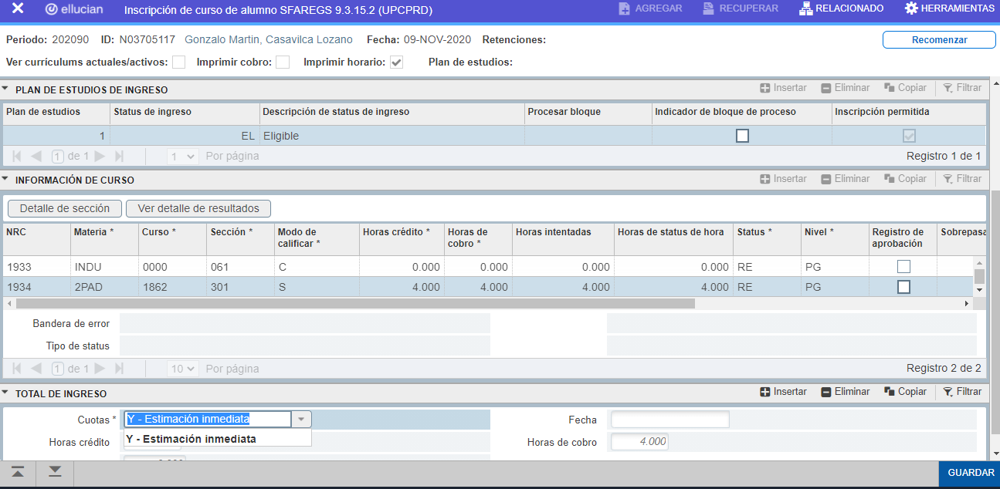 ellucian Inscripción de curso de alumno SFAREGS 9.3.15.2 (UPCPRD) AGREGAR RECUPERAR RELACIONADO HERRAMIENTAS
Periodo: 202090 ID: N03705117 Gonzalo Martin, Casavilca Lozano Fecha: 09-NOV-2020 Retenciones: Recomenzar
Ver currículums actuales/activos: Imprimir cobro: Imprimir horario: Plan de estudios:
PLAN DE ESTUDIOS DE INGRESO Insertar Eliminar Copiar Filtrar
Plan de estudios Status de ingreso Descripción de status de ingreso Procesar bloque Indicador de bloque de proceso Inscripción permitida
1 EL Eligible
1 de 1 1 Por página Registro 1 de 1
INFORMACIÓN DE CURSO Insertar Eliminar Copiar Filtrar
Detalle de sección Ver detalle de resultados
NRC Materia * Curso * Sección * Modo de calificar * Horas crédito * Horas de cobro * Horas intentadas Horas de status de hora Status * Nivel * Registro de aprobación Sobrepasa
1933 INDU 0000 061 C 0.000 0.000 0.000 0.000 RE PG
1934 2PAD 1862 301 S 4.000 4.000 4.000 4.000 RE PG
Bandera de error
Tipo de status
1 de 1 10 Por página Registro 2 de 2
TOTAL DE INGRESO Insertar Eliminar Copiar Filtrar
Cuotas * Y - Estimación inmediata Fecha
Horas crédito Y - Estimación inmediata Horas de cobro 4.000
GUARDAR